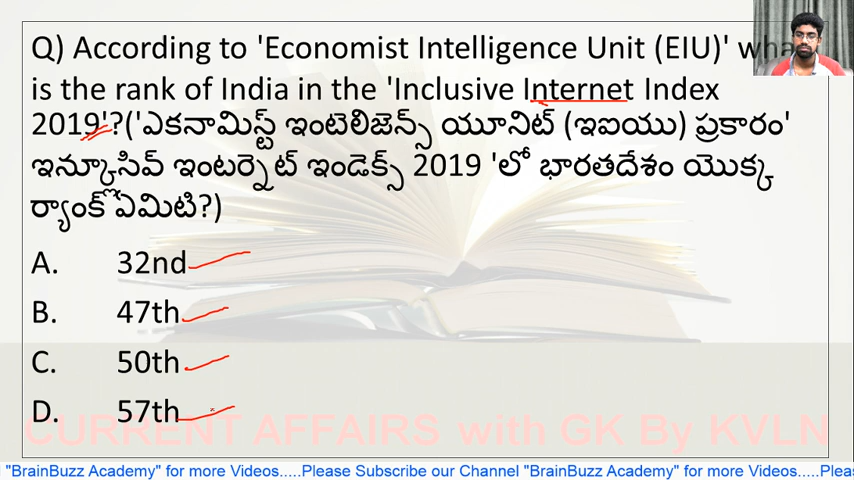 Q) According to 'Economist Intelligence Unit (EIU)'
is the rank of India in the 'Inclusive Internet Index
2019'?('ఎకనామిస్ట్ ఇంటెలిజెన్స్ యూనిట్ (ఇఐయు) ప్రకారం'
ఇన్క్లూసివ్ ఇంటర్నెట్ ఇండెక్స్ 2019 'లో భారతదేశం యొక్క
ర్యాంక్ ఏమిటి?)
A. 32nd
B. 47th
C. 50th
D. 57th
CURRENT AFFAIRS with GK By KVLN
"BrainBuzz Academy" for more Videos.....Please Subscribe our Channel "BrainBuzz Academy" for more Videos.....